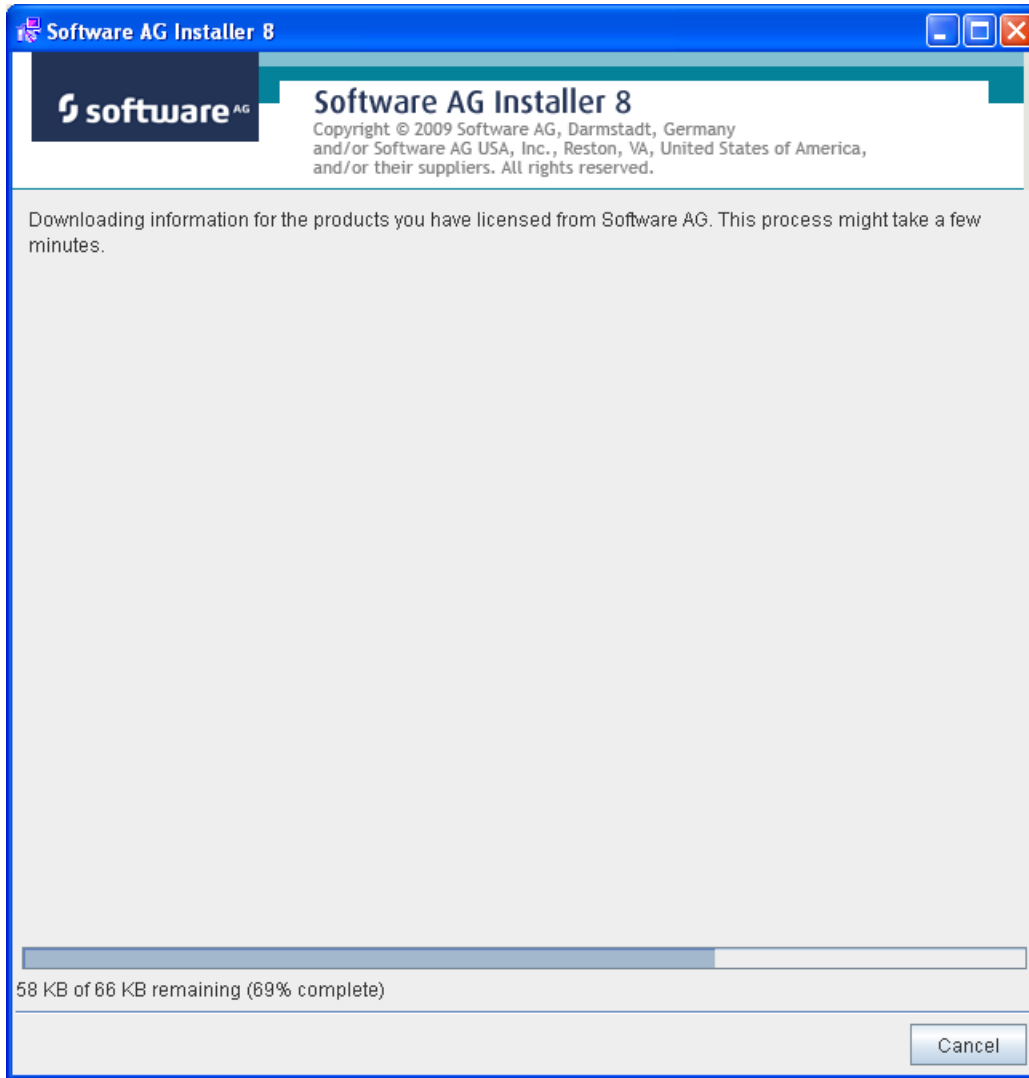 Software AG Installer 8
software AG
Software AG Installer 8
Copyright © 2009 Software AG, Darmstadt, Germany
and/or Software AG USA, Inc., Reston, VA, United States of America,
and/or their suppliers. All rights reserved.
Downloading information for the products you have licensed from Software AG. This process might take a few
minutes.
58 KB of 66 KB remaining (69% complete)
Cancel